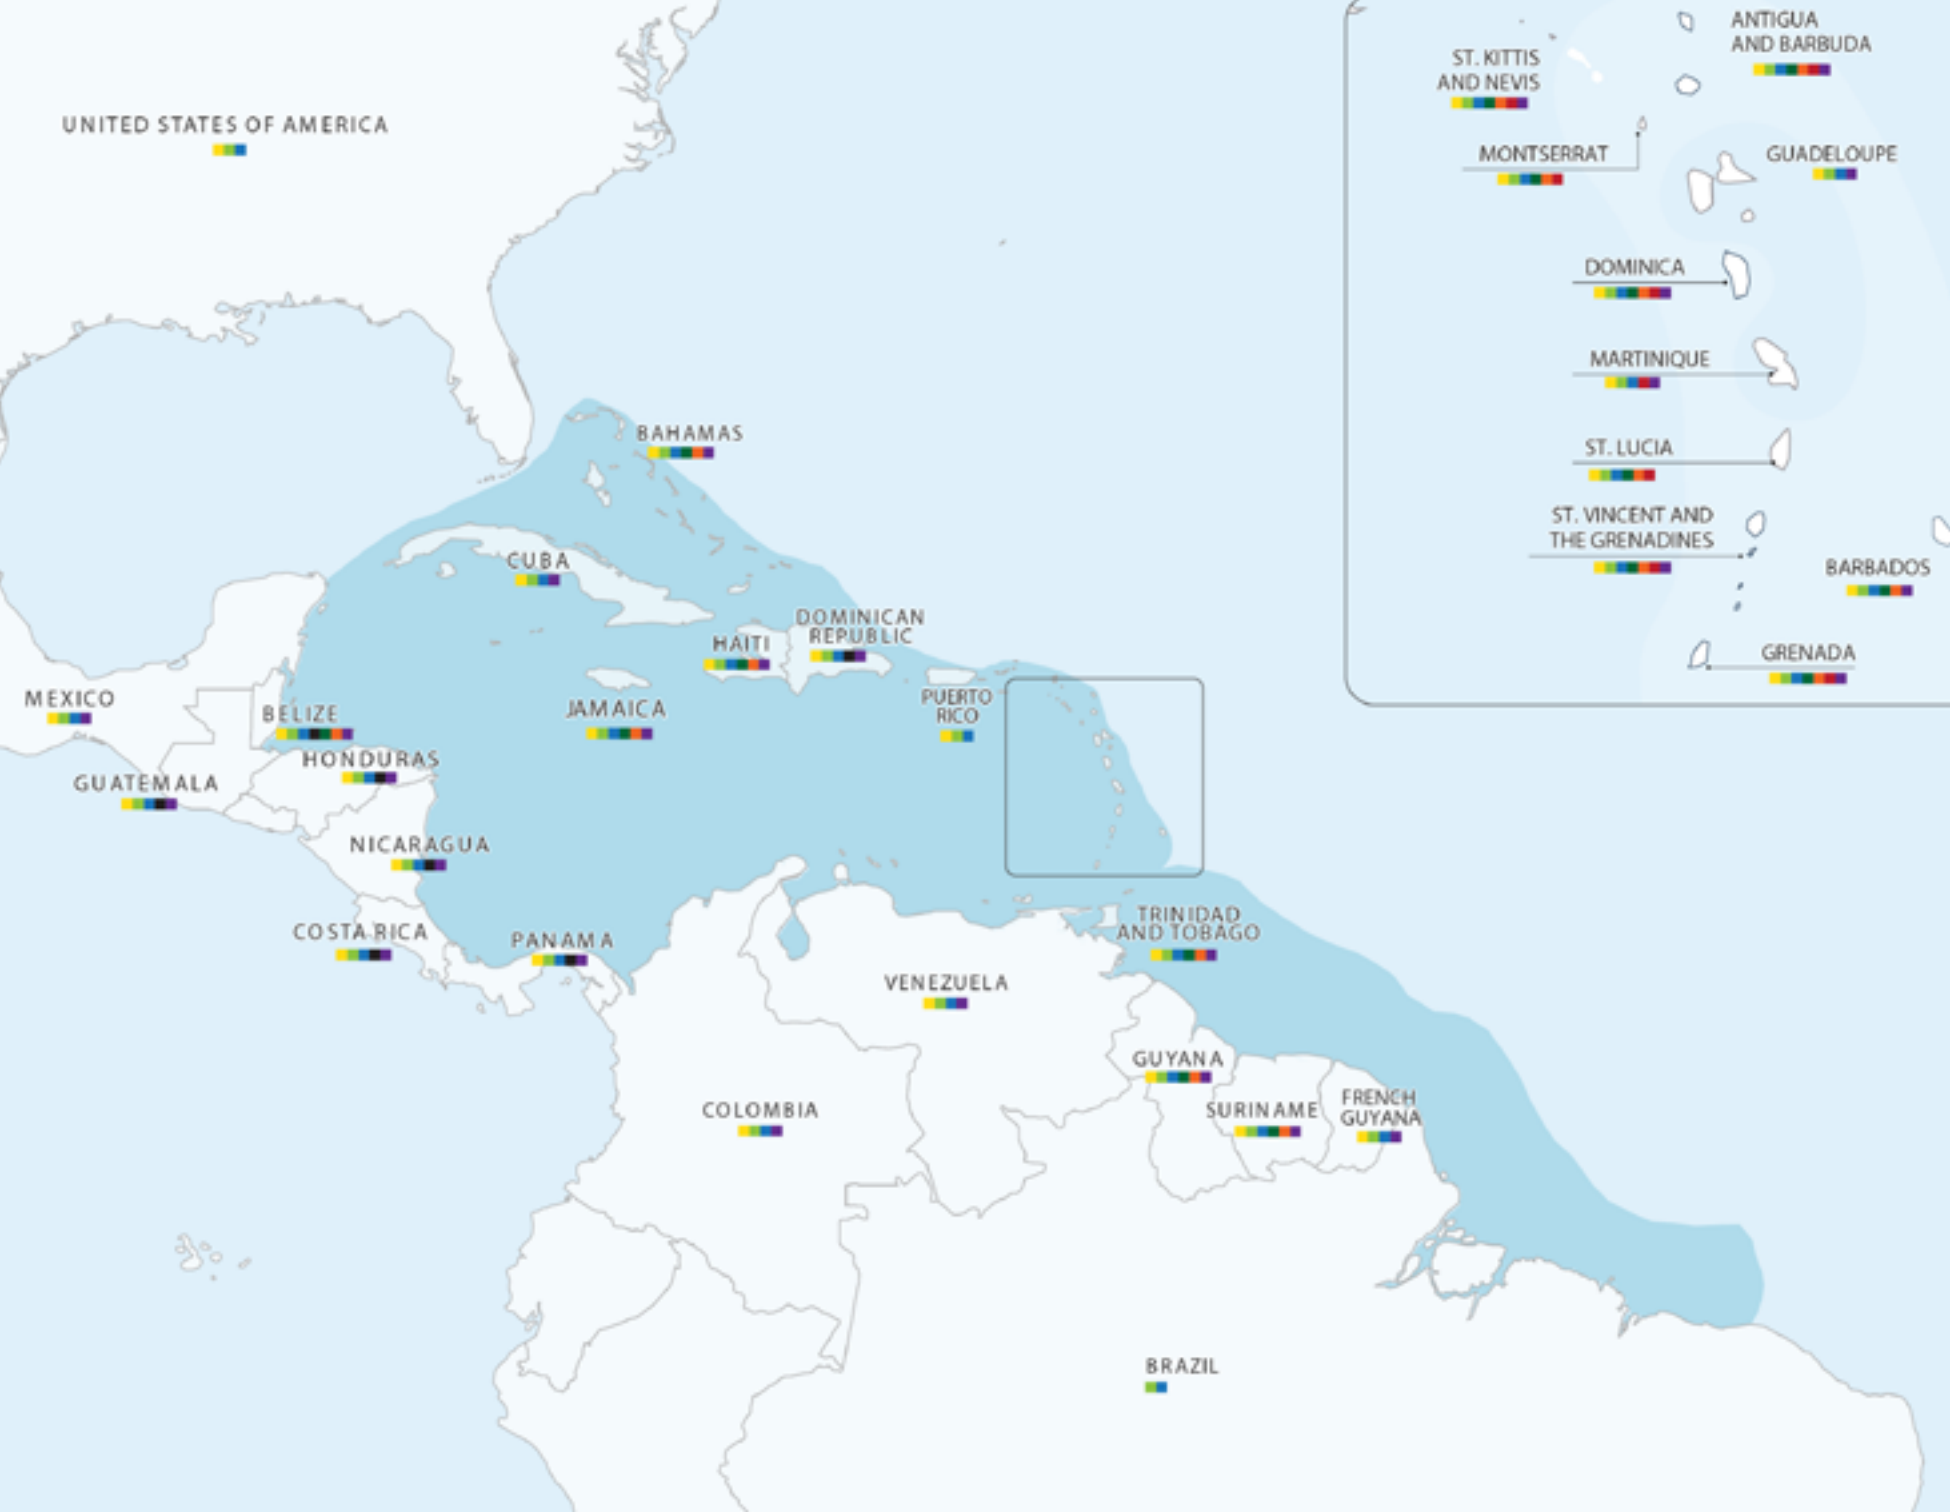 UNITED STATES OF AMERICA
ANTIGUA
AND BARBUDA
ST. KITTIS
AND NEVIS
MONTSERRAT
GUADELOUPE
DOMINICA
MARTINIQUE
ST. LUCIA
ST. VINCENT AND
THE GRENADINES
BARBADOS
GRENADA
BAHAMAS
CUBA
DOMINICAN
REPUBLIC
HAITI
JAMAICA
PUERTO
RICO
MEXICO
BELIZE
HONDURAS
GUATEMALA
NICARAGUA
COSTA RICA
PANAMA
TRINIDAD
AND TOBAGO
VENEZUELA
GUYANA
COLOMBIA
SURINAME
FRENCH
GUYANA
BRAZIL